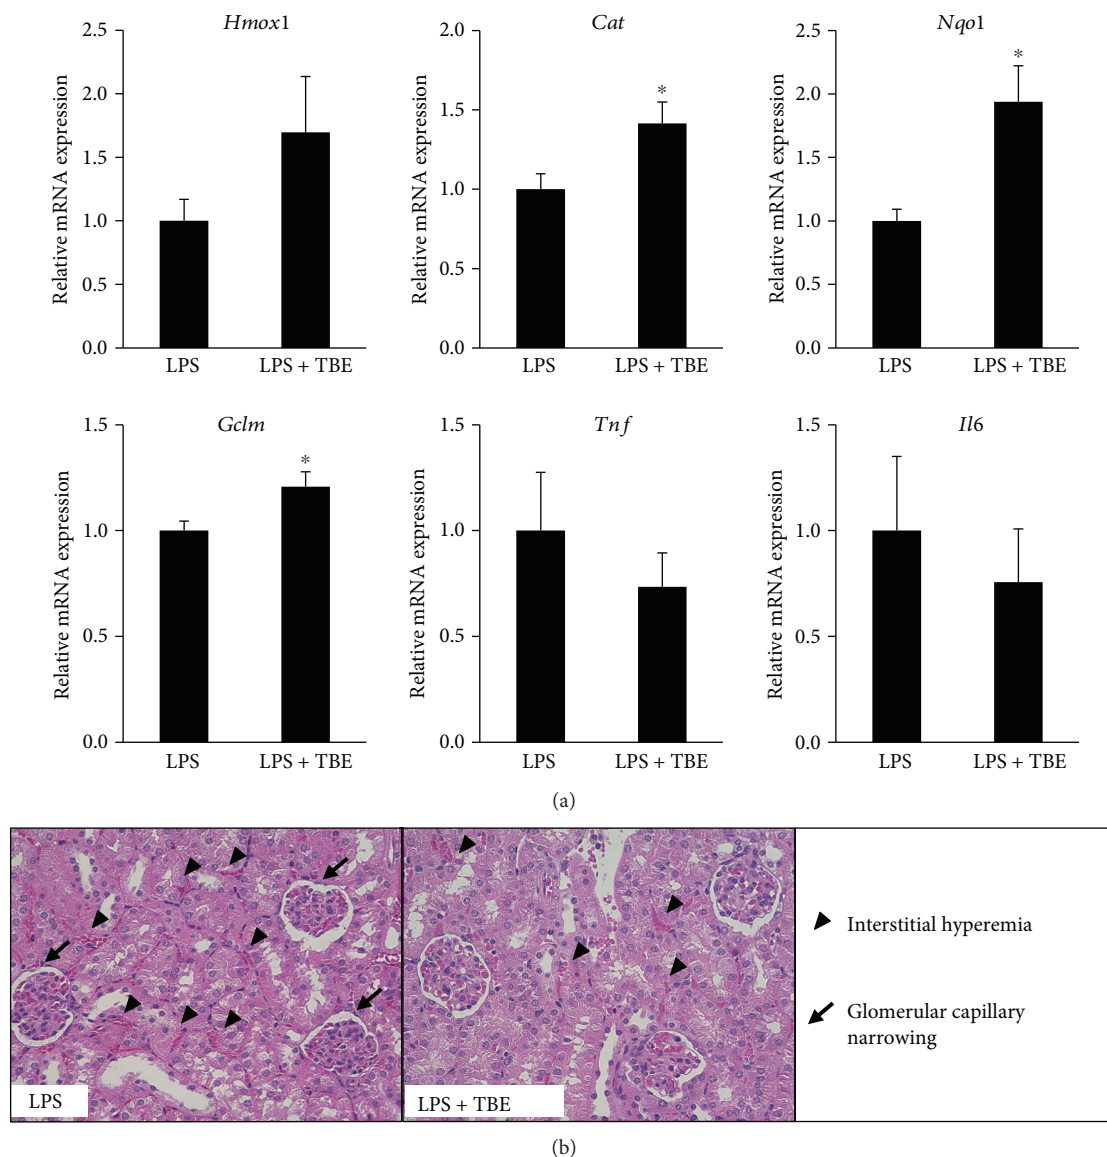 Hmox1
2.5
2.0
1.5
1.0
0.5
0.0
Relative mRNA expression
LPS
LPS + TBE
Cat
2.0
1.5
1.0
0.5
0.0
Relative mRNA expression
*
LPS
LPS + TBE
Nqo1
2.5
2.0
1.5
1.0
0.5
0.0
Relative mRNA expression
*
LPS
LPS + TBE
Gclm
1.5
1.0
0.5
0.0
Relative mRNA expression
*
LPS
LPS + TBE
Tnf
1.5
1.0
0.5
0.0
Relative mRNA expression
LPS
LPS + TBE
Il6
1.5
1.0
0.5
0.0
Relative mRNA expression
LPS
LPS + TBE
(a)
LPS
LPS + TBE
Interstitial hyperemia
Glomerular capillary
narrowing
(b)